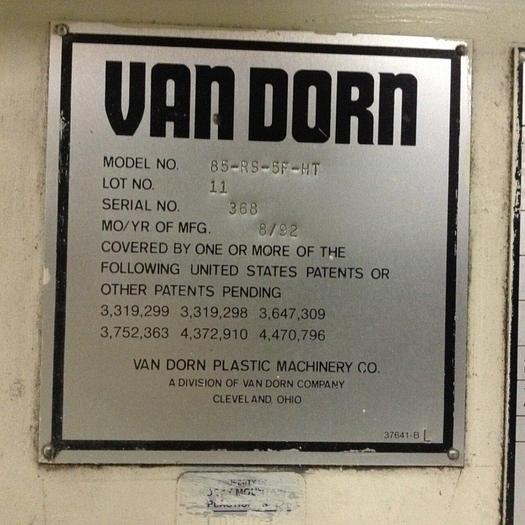 VAN DORN
MODEL NO. 85-RS-5F-HT
LOT NO. 11
SERIAL NO. 368
MO/YR OF MFG. 8/92
COVERED BY ONE OR MORE OF THE
FOLLOWING UNITED STATES PATENTS OR
OTHER PATENTS PENDING
3,319,299 3,319,298 3,647,309
3,752,363 4,372,910 4,470,796
VAN DORN PLASTIC MACHINERY CO.
A DIVISION OF VAN DORN COMPANY
CLEVELAND, OHIO
37641-B L